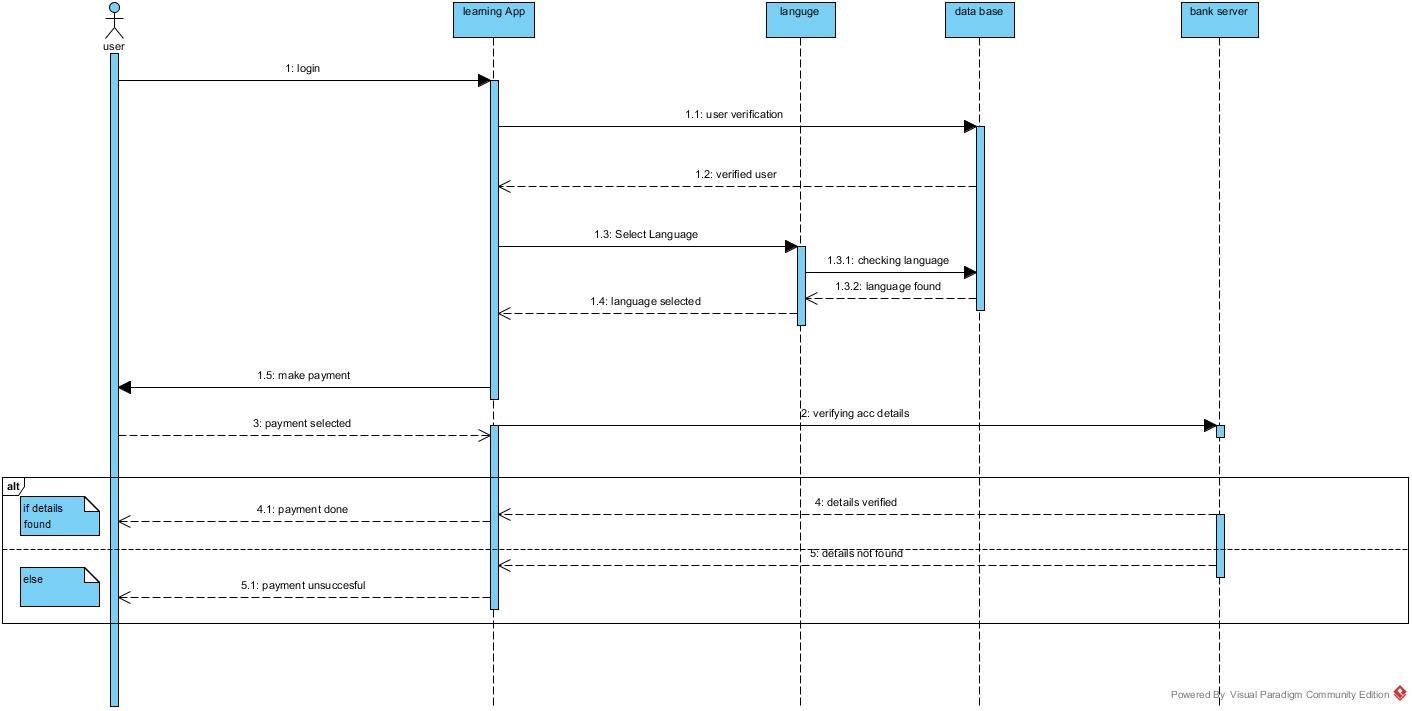 learning App
languge
data base
bank server
user
1: login
1.1: user verification
1.2: verified user
1.3: Select Language
1.3.1: checking language
1.3.2: language found
1.4: language selected
1.5: make payment
2: verifying acc details
3: payment selected
alt
if details
found
4: details verified
4.1: payment done
5: details not found
else
5.1: payment unsuccesful
Powered By Visual Paradigm Community Edition